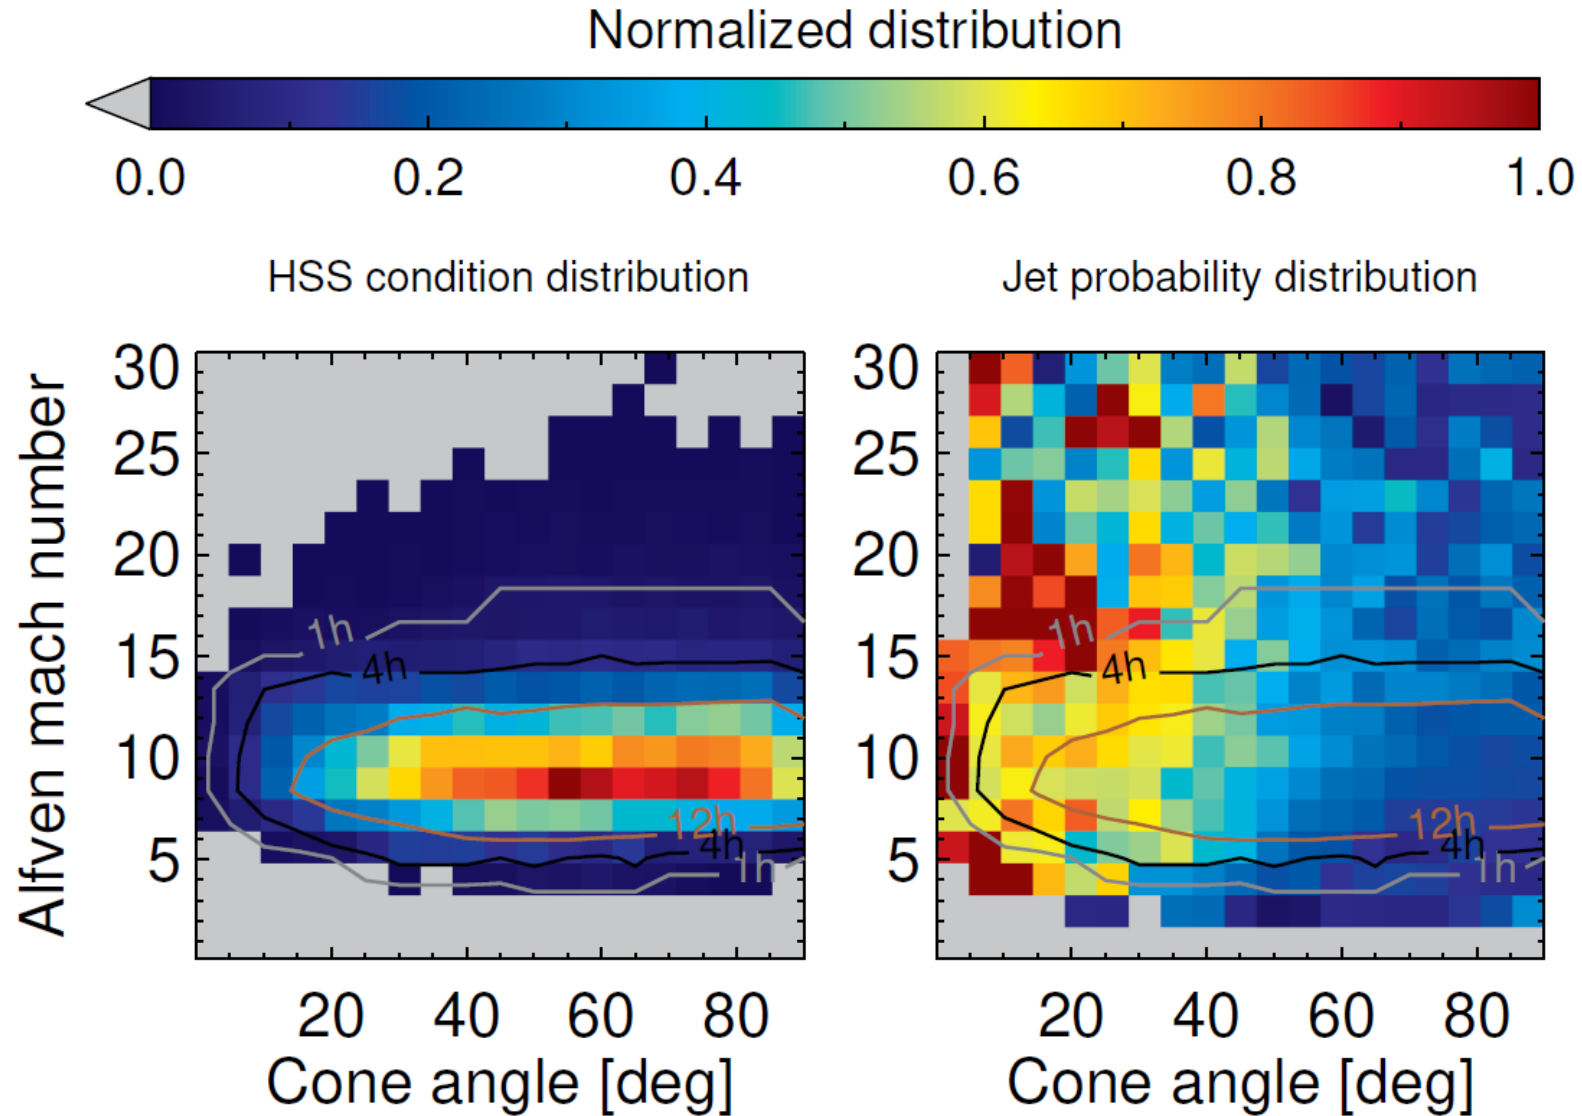 Normalized distribution
0.0 0.2 0.4 0.6 0.8 1.0
HSS condition distribution
Jet probability distribution
Alfven mach number
30
25
20
15
10
5
1h
4h
12h
4h
1h
20 40 60 80
Cone angle [deg]
30
25
20
15
10
5
1h
4h
12h
4h
1h
20 40 60 80
Cone angle [deg]